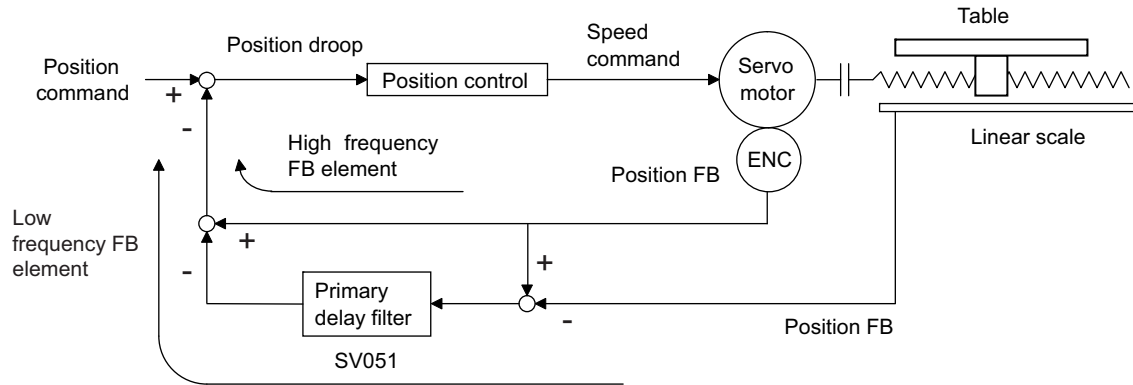 Table
Position droop
Speed
command
Position
command
Position control
Servo
motor
+
-
High frequency
FB element
Linear scale
ENC
Position FB
Low
frequency FB
element
+
+
-
Primary
delay filter
-
Position FB
SV051